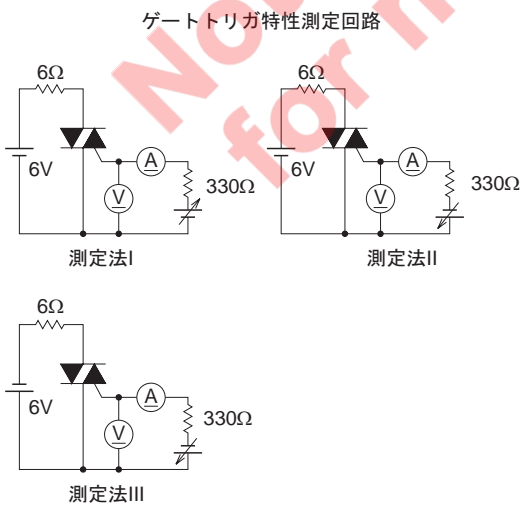 ゲートトリガ特性測定回路
6Ω 6Ω
6V A V 330Ω 6V A V 330Ω
測定法I 測定法II
6Ω
6V A V 330Ω
測定法III